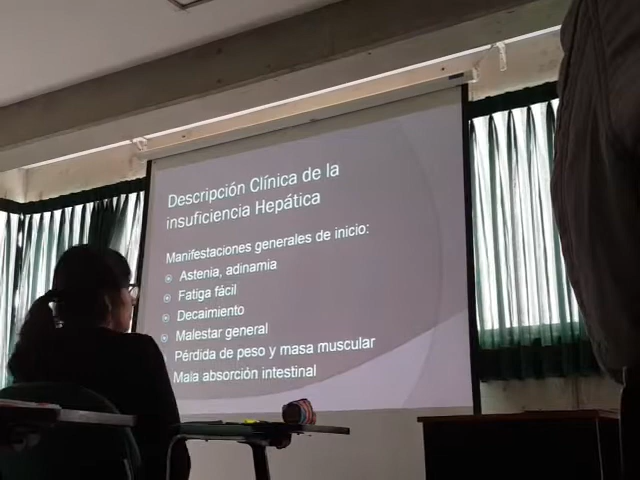 Descripción Clínica de la
insuficiencia Hepática
Manifestaciones generales de inicio:
Astenia, adinamia
Fatiga fácil
Decaimiento
Malestar general
Pérdida de peso y masa muscular
Mala absorción intestinal